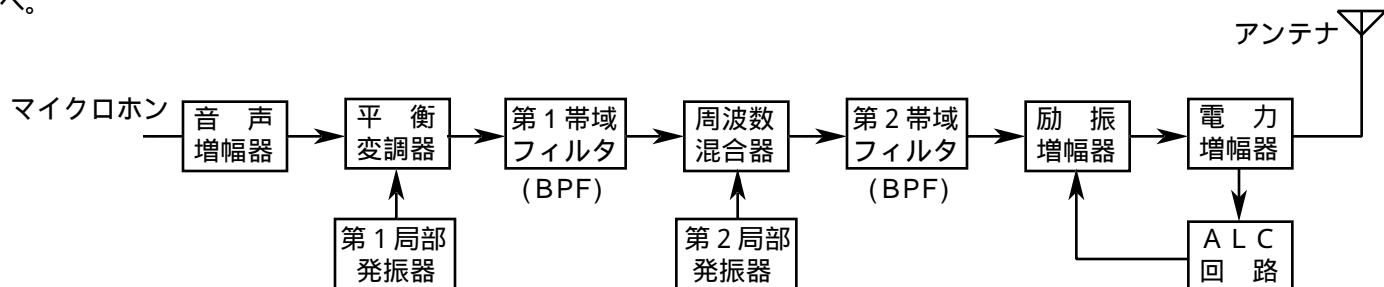 べ。
アンテナ
マイクロホン
音　声
増幅器
平　衡
変調器
第1帯域
フィルタ
(BPF)
周波数
混合器
第2帯域
フィルタ
(BPF)
励　振
増幅器
電　力
増幅器
第1局部
発振器
第2局部
発振器
ＡＬＣ
回　路